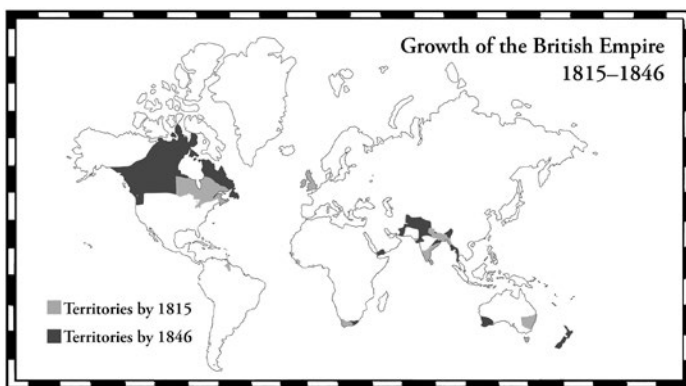 Growth of the British Empire
1815–1846
Territories by 1815
Territories by 1846